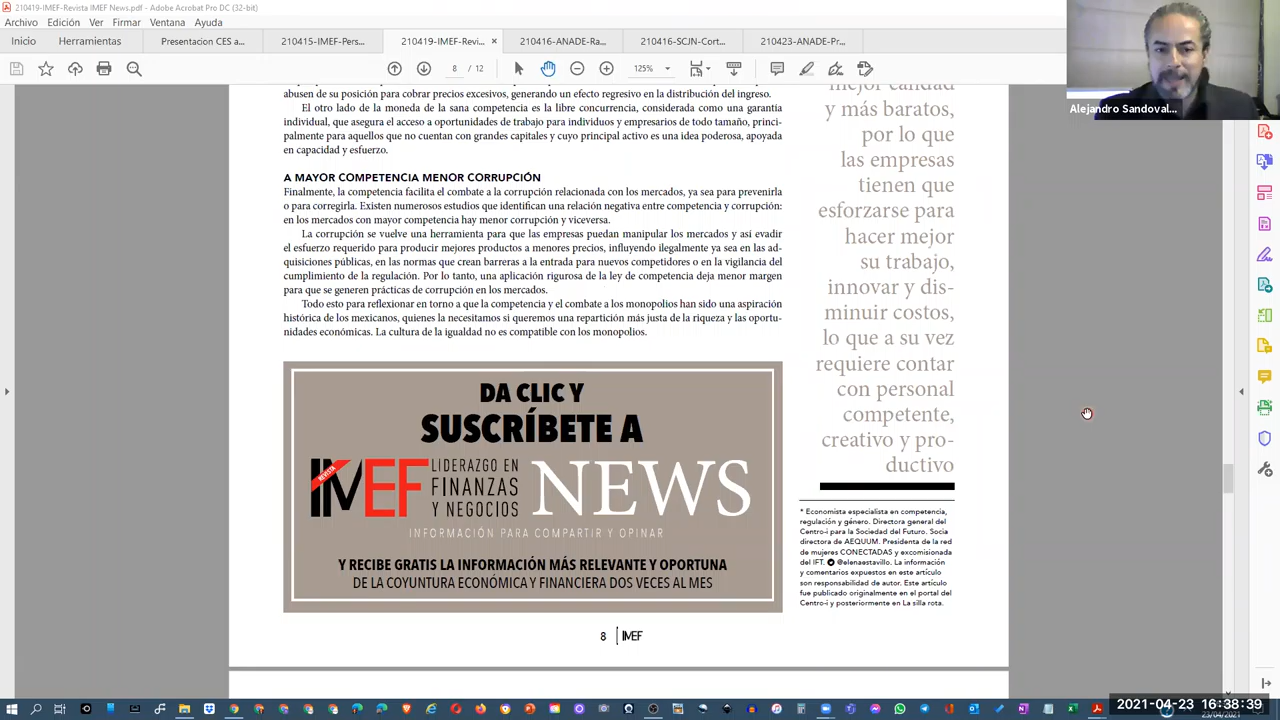 210419-IMEF-Revista IMEF News.pdf - Adobe Acrobat Pro DC (32-bit)
Archivo Edición Ver Firmar Ventana Ayuda
Inicio Herramientas Presentacion CES a... 210415-IMEF-Pers... 210419-IMEF-Revi... × 210416-ANADE-Ra... 210416-SCJN-Cort... 210423-ANADE-Pr...
8 / 12 125%
Alejandro Sandoval...
abusen de su posición para cobrar precios excesivos, generando un efecto regresivo en la distribución del ingreso.
El otro lado de la moneda de la sana competencia es la libre concurrencia, considerada como una garantía
individual, que asegura el acceso a oportunidades de trabajo para individuos y empresarios de todo tamaño, princi-
palmente para aquellos que no cuentan con grandes capitales y cuyo principal activo es una idea poderosa, apoyada
en capacidad y esfuerzo.
A MAYOR COMPETENCIA MENOR CORRUPCIÓN
Finalmente, la competencia facilita el combate a la corrupción relacionada con los mercados, ya sea para prevenirla
o para corregirla. Existen numerosos estudios que identifican una relación negativa entre competencia y corrupción:
en los mercados con mayor competencia hay menor corrupción y viceversa.
La corrupción se vuelve una herramienta para que las empresas puedan manipular los mercados y así evadir
el esfuerzo requerido para producir mejores productos a menores precios, influyendo ilegalmente ya sea en las ad-
quisiciones públicas, en las normas que crean barreras a la entrada para nuevos competidores o en la vigilancia del
cumplimiento de la regulación. Por lo tanto, una aplicación rigurosa de la ley de competencia deja menor margen
para que se generen prácticas de corrupción en los mercados.
Todo esto para reflexionar en torno a que la competencia y el combate a los monopolios han sido una aspiración
histórica de los mexicanos, quienes la necesitamos si queremos una repartición más justa de la riqueza y las oportu-
nidades económicas. La cultura de la igualdad no es compatible con los monopolios.
mejor calidad
y más baratos,
por lo que
las empresas
tienen que
esforzarse para
hacer mejor
su trabajo,
innovar y dis-
minuir costos,
lo que a su vez
requiere contar
con personal
competente,
creativo y pro-
ductivo
DA CLIC Y
SUSCRÍBETE A
REVISTA
IMEF
LIDERAZGO EN
FINANZAS
Y NEGOCIOS
NEWS
INFORMACIÓN PARA COMPARTIR Y OPINAR
Y RECIBE GRATIS LA INFORMACIÓN MÁS RELEVANTE Y OPORTUNA
DE LA COYUNTURA ECONÓMICA Y FINANCIERA DOS VECES AL MES
* Economista especialista en competencia,
regulación y género. Directora general del
Centro-i para la Sociedad del Futuro. Socia
directora de AEQUUM. Presidenta de la red
de mujeres CONECTADAS y excomisionada
del IFT. @elenaestavillo. La información
y comentarios expuestos en este artículo
son responsabilidad de autor. Este artículo
fue publicado originalmente en el portal del
Centro-i y posteriormente en La silla rota.
8 | IMEF
2021-04-23 16:38:39
23/04/2021